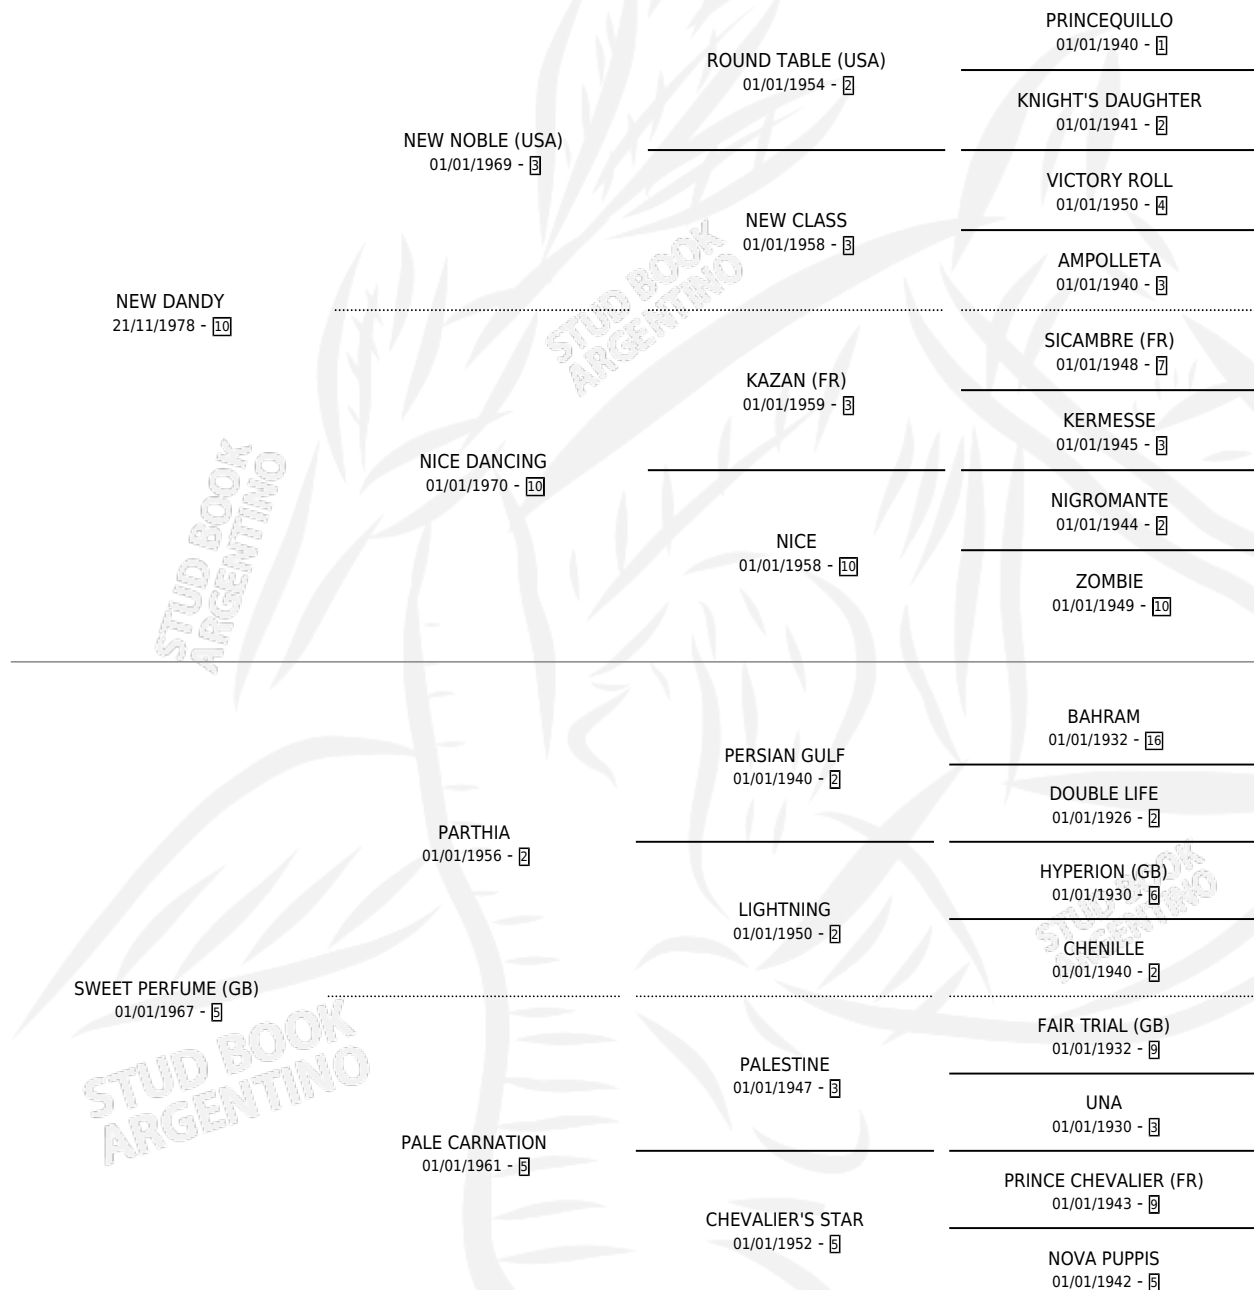 PRINCEQUILLO
01/01/1940 - 1
ROUND TABLE (USA)
01/01/1954 - 2
KNIGHT'S DAUGHTER
01/01/1941 - 2
NEW NOBLE (USA)
01/01/1969 - 3
VICTORY ROLL
01/01/1950 - 4
NEW CLASS
01/01/1958 - 3
AMPOLLETA
01/01/1940 - 3
NEW DANDY
21/11/1978 - 10
SICAMBRE (FR)
01/01/1948 - 7
KAZAN (FR)
01/01/1959 - 3
KERMESSE
01/01/1945 - 3
NICE DANCING
01/01/1970 - 10
NIGROMANTE
01/01/1944 - 2
NICE
01/01/1958 - 10
ZOMBIE
01/01/1949 - 10
BAHRAM
01/01/1932 - 16
PERSIAN GULF
01/01/1940 - 2
DOUBLE LIFE
01/01/1926 - 2
PARTHIA
01/01/1956 - 2
HYPERION (GB)
01/01/1930 - 6
LIGHTNING
01/01/1950 - 2
CHENILLE
01/01/1940 - 2
SWEET PERFUME (GB)
01/01/1967 - 5
FAIR TRIAL (GB)
01/01/1932 - 9
PALESTINE
01/01/1947 - 3
UNA
01/01/1930 - 3
PALE CARNATION
01/01/1961 - 5
PRINCE CHEVALIER (FR)
01/01/1943 - 9
CHEVALIER'S STAR
01/01/1952 - 5
NOVA PUPPIS
01/01/1942 - 5
STUD BOOK
ARGENTINO
STUD BOOK
ARGENTINO
STUD BOOK
ARGENTINO
STUD BOOK
ARGENTINO